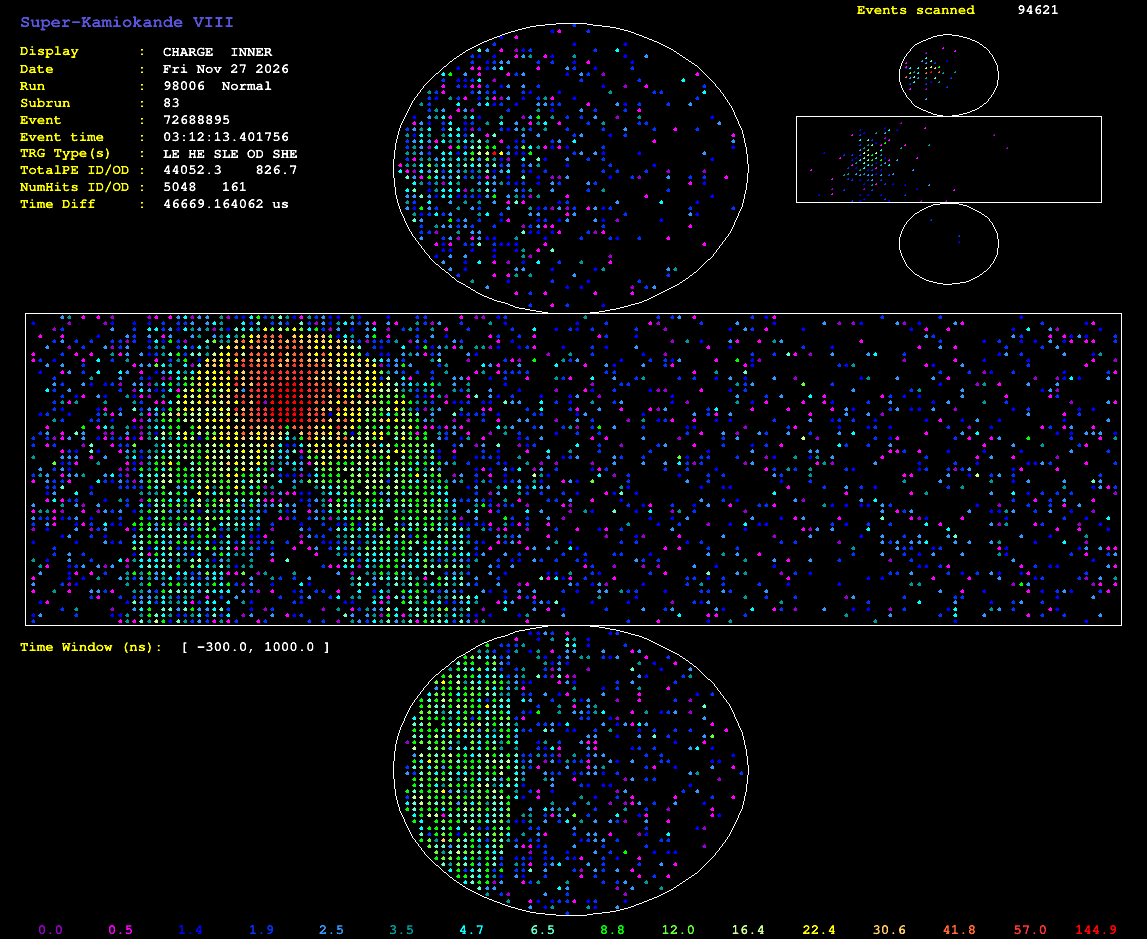 Super-Kamiokande VIII
Events scanned 94621
Display : CHARGE INNER
Date : Fri Nov 27 2026
Run : 98006 Normal
Subrun : 83
Event : 72688895
Event time : 03:12:13.401756
TRG Type(s) : LE HE SLE OD SHE
TotalPE ID/OD : 44052.3 826.7
NumHits ID/OD : 5048 161
Time Diff : 46669.164062 us
Time Window (ns): [ -300.0, 1000.0 ]
0.0 0.5 1.4 1.9 2.5 3.5 4.7 6.5 8.8 12.0 16.4 22.4 30.6 41.8 57.0 144.9